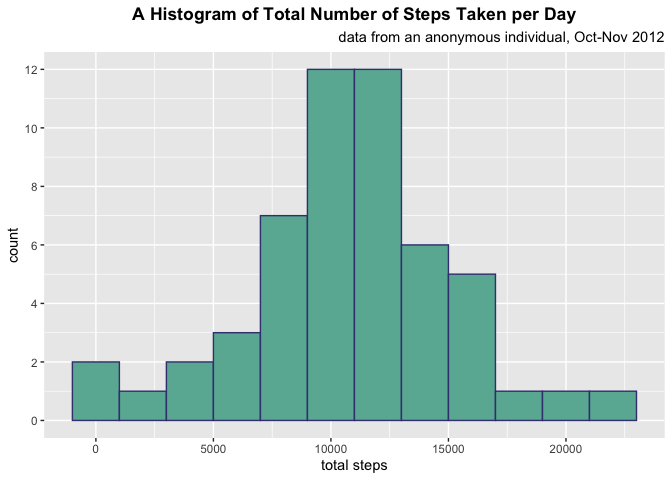 A Histogram of Total Number of Steps Taken per Day
data from an anonymous individual, Oct-Nov 2012
12
10
8
6
4
2
0
count
0 5000 10000 15000 20000
total steps